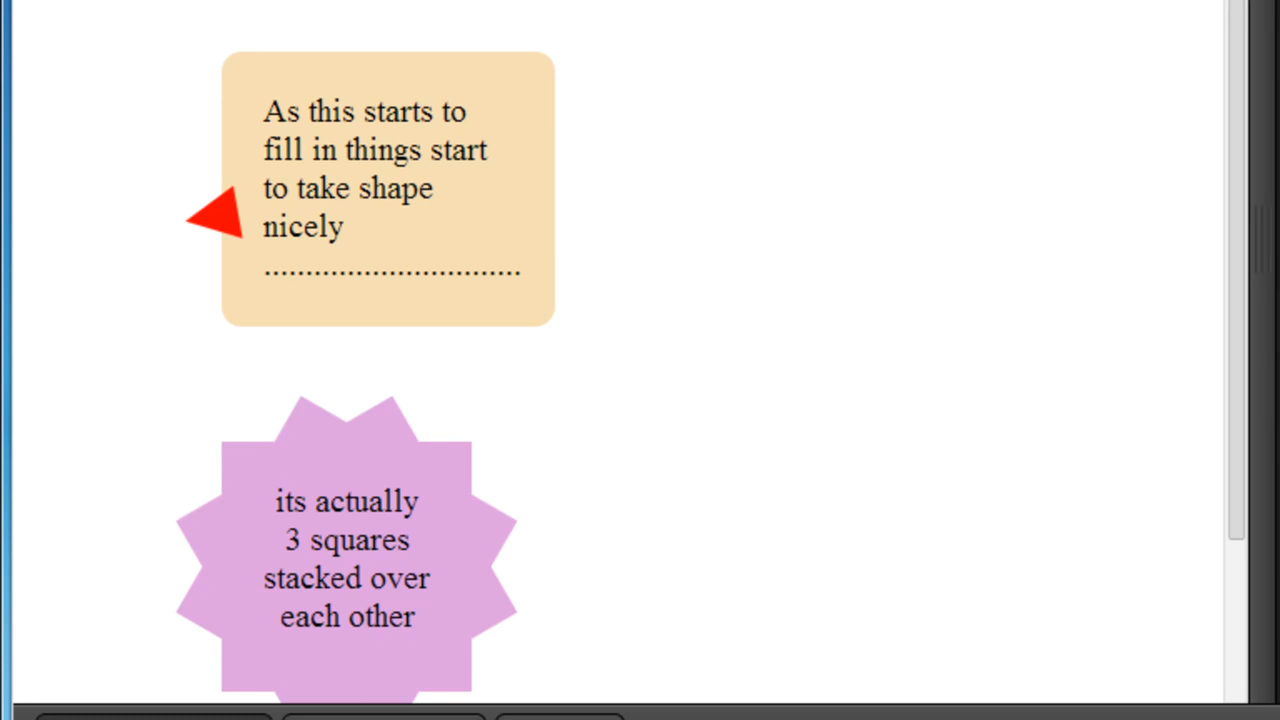 As this starts to
fill in things start
to take shape
nicely
...............................
its actually
3 squares
stacked over
each other